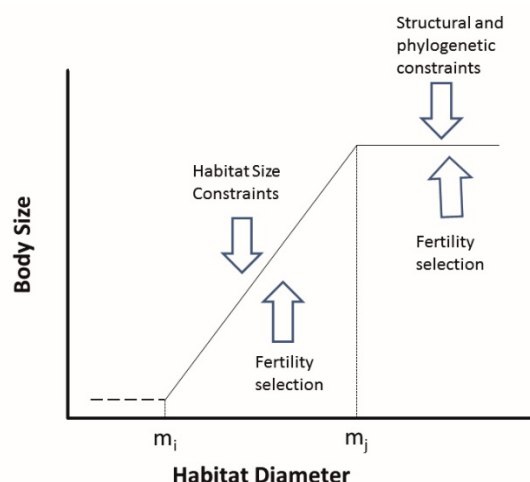 Structural and
phylogenetic
constraints
Habitat Size
Constraints
Fertility
selection
Fertility
selection
Body Size
m_i
m_j
Habitat Diameter